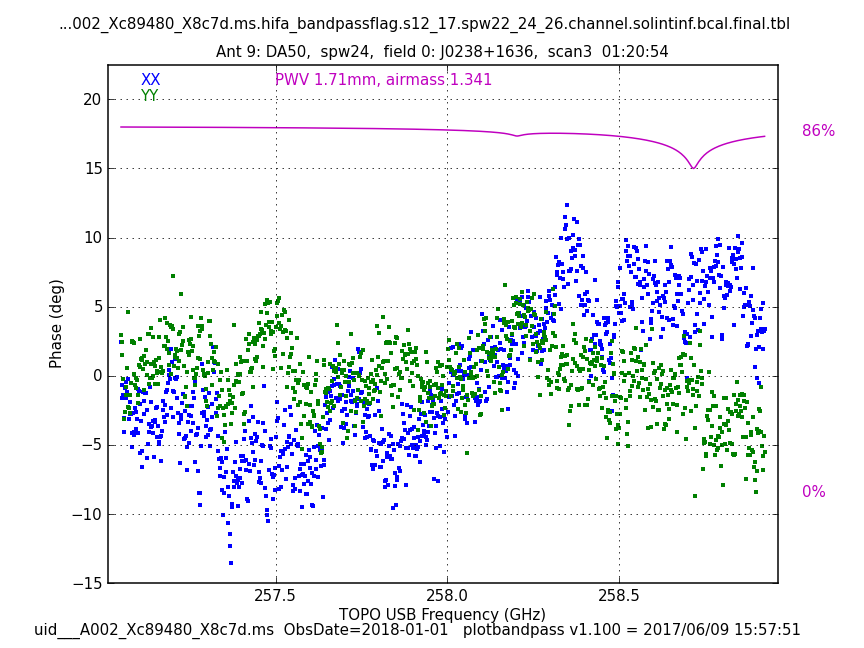 ...002_Xc89480_X8c7d.ms.hifa_bandpassflag.s12_17.spw22_24_26.channel.solintinf.bcal.final.tbl
Ant 9: DA50, spw24, field 0: J0238+1636, scan3 01:20:54
XX
PWV 1.71mm, airmass 1.341
YY
20
86%
15
10
5
Phase (deg)
0
−5
0%
−10
−15
257.5
258.0
258.5
TOPO USB Frequency (GHz)
uid___A002_Xc89480_X8c7d.ms ObsDate=2018-01-01 plotbandpass v1.100 = 2017/06/09 15:57:51